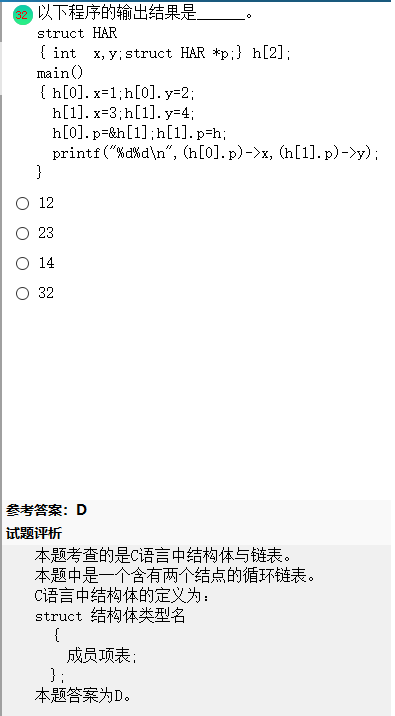 32 以下程序的输出结果是______。
struct HAR
{ int  x,y;struct HAR *p;} h[2];
main()
{ h[0].x=1;h[0].y=2;
h[1].x=3;h[1].y=4;
h[0].p=&h[1];h[1].p=h;
printf("%d%d\n",(h[0].p)->x,(h[1].p)->y);
}
12
23
14
32
参考答案：D
试题评析
本题考查的是C语言中结构体与链表。
本题中是一个含有两个结点的循环链表。
C语言中结构体的定义为：
struct 结构体类型名
{
成员项表;
};
本题答案为D。